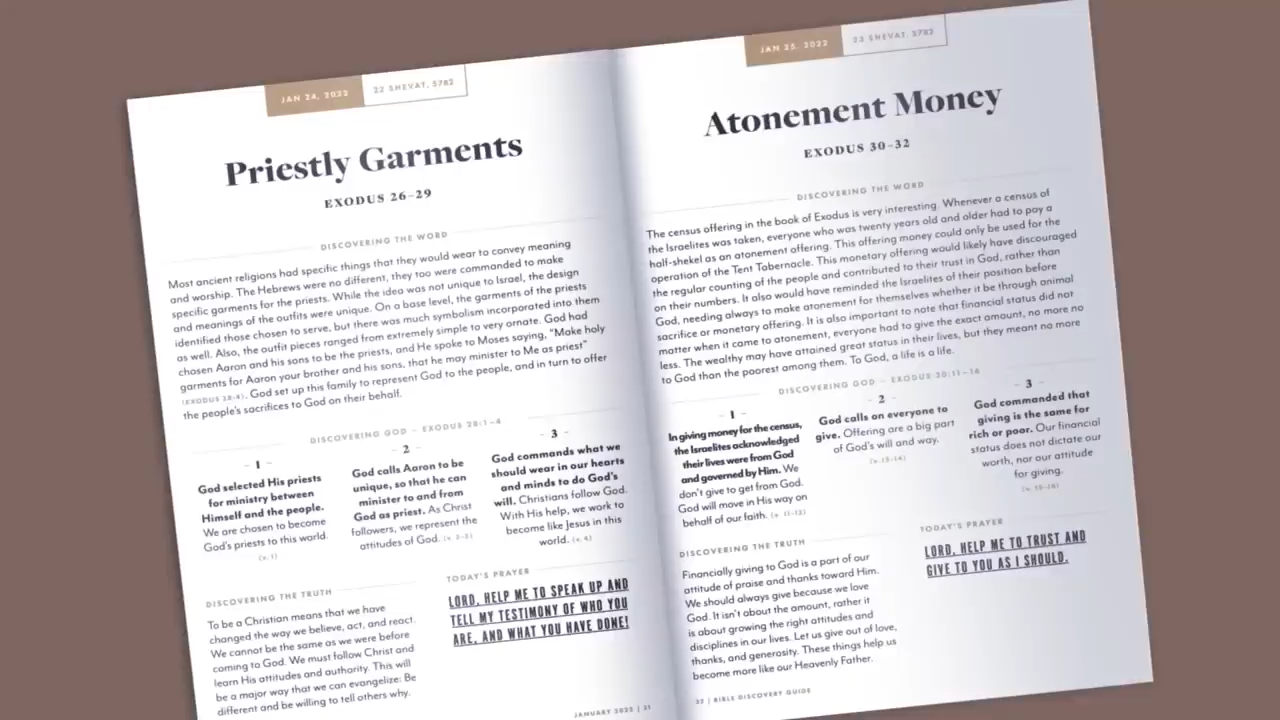 JAN 24, 2022
22 SHEVAT, 5782
Priestly Garments
EXODUS 26–29
DISCOVERING THE WORD
Most ancient religions had specific things that they would wear to convey meaning
and worship. The Hebrews were no different, they too were commanded to make
specific garments for the priests. While the idea was not unique to Israel, the design
and meanings of the outfits were unique. On a base level, the garments of the priests
identified those chosen to serve, but there was much symbolism incorporated into them
as well. Also, the outfit pieces ranged from extremely simple to very ornate. God had
chosen Aaron and his sons to be the priests, and He spoke to Moses saying, "Make holy
garments for Aaron your brother and his sons, that he may minister to Me as priest"
(EXODUS 28:4). God set up this family to represent God to the people, and in turn to offer
the people's sacrifices to God on their behalf.
DISCOVERING GOD – EXODUS 28:1–4
1
God selected His priests
for ministry between
Himself and the people.
We are chosen to become
God's priests to this world.
(v. 1)
2
God calls Aaron to be
unique, so that he can
minister to and from
God as priest. As Christ
followers, we represent the
attitudes of God. (v. 2–3)
3
God commands what we
should wear in our hearts
and minds to do God's
will. Christians follow God.
With His help, we work to
become like Jesus in this
world. (v. 4)
DISCOVERING THE TRUTH
To be a Christian means that we have
changed the way we believe, act, and react.
We cannot be the same as we were before
coming to God. We must follow Christ and
learn His attitudes and authority. This will
be a major way that we can evangelize: Be
different and be willing to tell others why.
TODAY'S PRAYER
LORD, HELP ME TO SPEAK UP AND
TELL MY TESTIMONY OF WHO YOU
ARE, AND WHAT YOU HAVE DONE!
JANUARY 2022 | 31
JAN 25, 2022
23 SHEVAT, 5782
Atonement Money
EXODUS 30–32
DISCOVERING THE WORD
The census offering in the book of Exodus is very interesting. Whenever a census of
the Israelites was taken, everyone who was twenty years old and older had to pay a
half-shekel as an atonement offering. This offering money could only be used for the
operation of the Tent Tabernacle. This monetary offering would likely have discouraged
the regular counting of the people and contributed to their trust in God, rather than
on their numbers. It also would have reminded the Israelites of their position before
God, needing always to make atonement for themselves whether it be through animal
sacrifice or monetary offering. It is also important to note that financial status did not
matter when it came to atonement, everyone had to give the exact amount, no more no
less. The wealthy may have attained great status in their lives, but they meant no more
to God than the poorest among them. To God, a life is a life.
DISCOVERING GOD – EXODUS 30:11–16
1
In giving money for the census,
the Israelites acknowledged
their lives were from God
and governed by Him. We
don't give to get from God.
God will move in His way on
behalf of our faith. (v. 11–12)
2
God calls on everyone to
give. Offering are a big part
of God's will and way.
(v. 13–14)
3
God commanded that
giving is the same for
rich or poor. Our financial
status does not dictate our
worth, nor our attitude
for giving.
(v. 15–16)
DISCOVERING THE TRUTH
Financially giving to God is a part of our
attitude of praise and thanks toward Him.
We should always give because we love
God. It isn't about the amount, rather it
is about growing the right attitudes and
disciplines in our lives. Let us give out of love,
thanks, and generosity. These things help us
become more like our Heavenly Father.
TODAY'S PRAYER
LORD, HELP ME TO TRUST AND
GIVE TO YOU AS I SHOULD.
32 | BIBLE DISCOVERY GUIDE